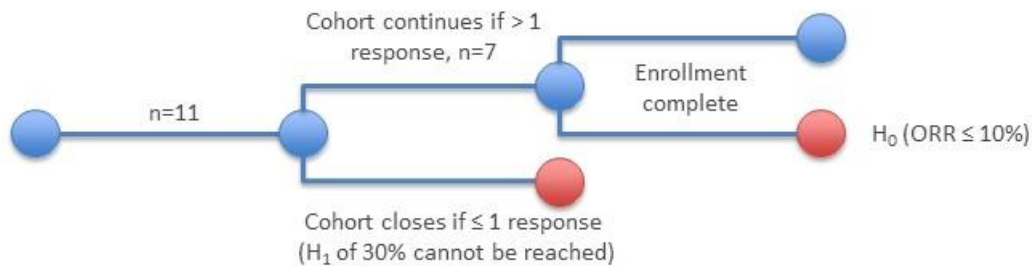 Cohort continues if > 1
response, n=7
n=11
Enrollment
complete
H₀ (ORR ≤ 10%)
Cohort closes if ≤ 1 response
(H₁ of 30% cannot be reached)